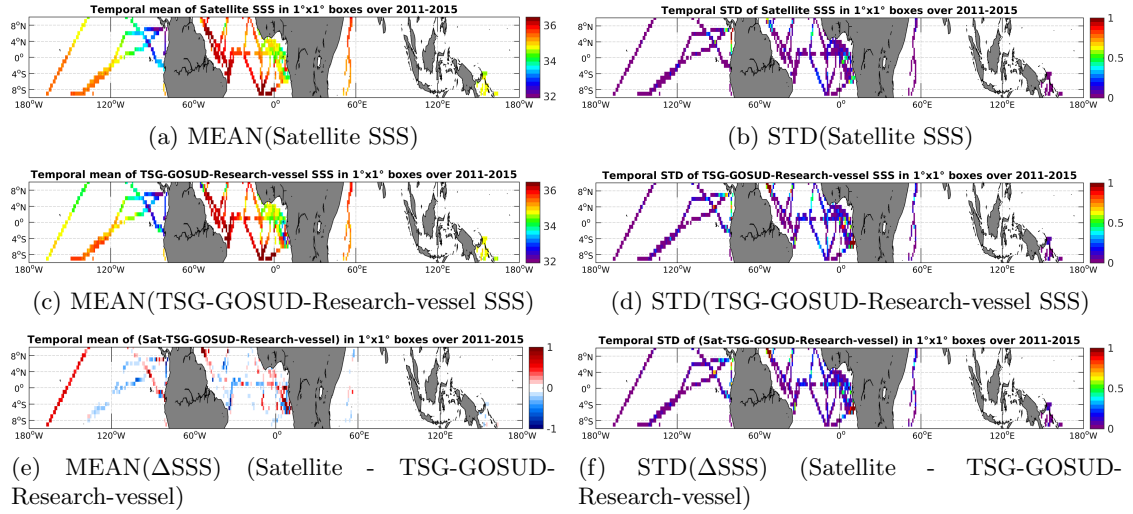 Temporal mean of Satellite SSS in 1°x1° boxes over 2011-2015
8°N
4°N
0°
4°S
8°S
180°W 120°W 60°W 0° 60°E 120°E 180°W
36
35
34
33
32
(a) MEAN(Satellite SSS)
Temporal STD of Satellite SSS in 1°x1° boxes over 2011-2015
8°N
4°N
0°
4°S
8°S
180°W 120°W 60°W 0° 60°E 120°E 180°W
1
0.5
0
(b) STD(Satellite SSS)
Temporal mean of TSG-GOSUD-Research-vessel SSS in 1°x1° boxes over 2011-2015
8°N
4°N
0°
4°S
8°S
180°W 120°W 60°W 0° 60°E 120°E 180°W
36
35
34
33
32
(c) MEAN(TSG-GOSUD-Research-vessel SSS)
Temporal STD of TSG-GOSUD-Research-vessel SSS in 1°x1° boxes over 2011-2015
8°N
4°N
0°
4°S
8°S
180°W 120°W 60°W 0° 60°E 120°E 180°W
1
0.5
0
(d) STD(TSG-GOSUD-Research-vessel SSS)
Temporal mean of (Sat-TSG-GOSUD-Research-vessel) in 1°x1° boxes over 2011-2015
8°N
4°N
0°
4°S
8°S
180°W 120°W 60°W 0° 60°E 120°E 180°W
1
0.5
0
-0.5
-1
(e) MEAN(ΔSSS) (Satellite - TSG-GOSUD-
Research-vessel)
Temporal STD of (Sat-TSG-GOSUD-Research-vessel) in 1°x1° boxes over 2011-2015
8°N
4°N
0°
4°S
8°S
180°W 120°W 60°W 0° 60°E 120°E 180°W
1
0.5
0
(f) STD(ΔSSS) (Satellite - TSG-GOSUD-
Research-vessel)